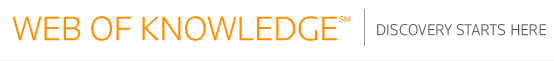 WEB OF KNOWLEDGE℠ | DISCOVERY STARTS HERE